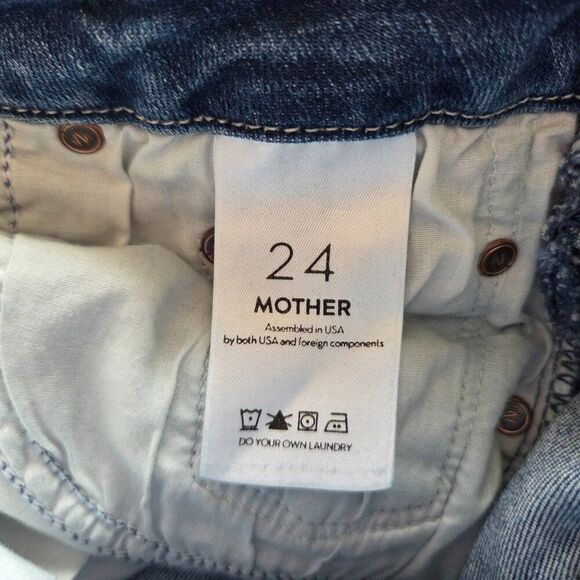 24
MOTHER
Assembled in USA
by both USA and foreign components
DO YOUR OWN LAUNDRY